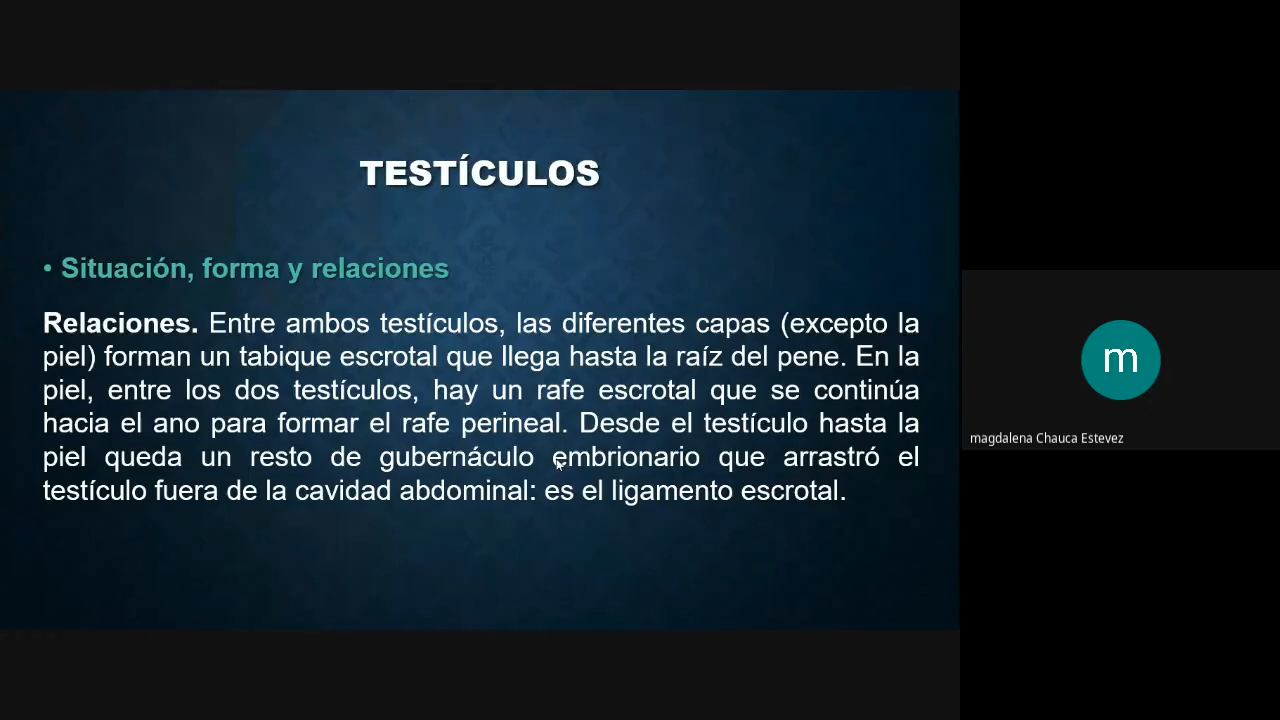 TESTÍCULOS
• Situación, forma y relaciones
Relaciones. Entre ambos testículos, las diferentes capas (excepto la
piel) forman un tabique escrotal que llega hasta la raíz del pene. En la
piel, entre los dos testículos, hay un rafe escrotal que se continúa
hacia el ano para formar el rafe perineal. Desde el testículo hasta la
piel queda un resto de gubernáculo embrionario que arrastró el
testículo fuera de la cavidad abdominal: es el ligamento escrotal.
m
magdalena Chauca Estevez